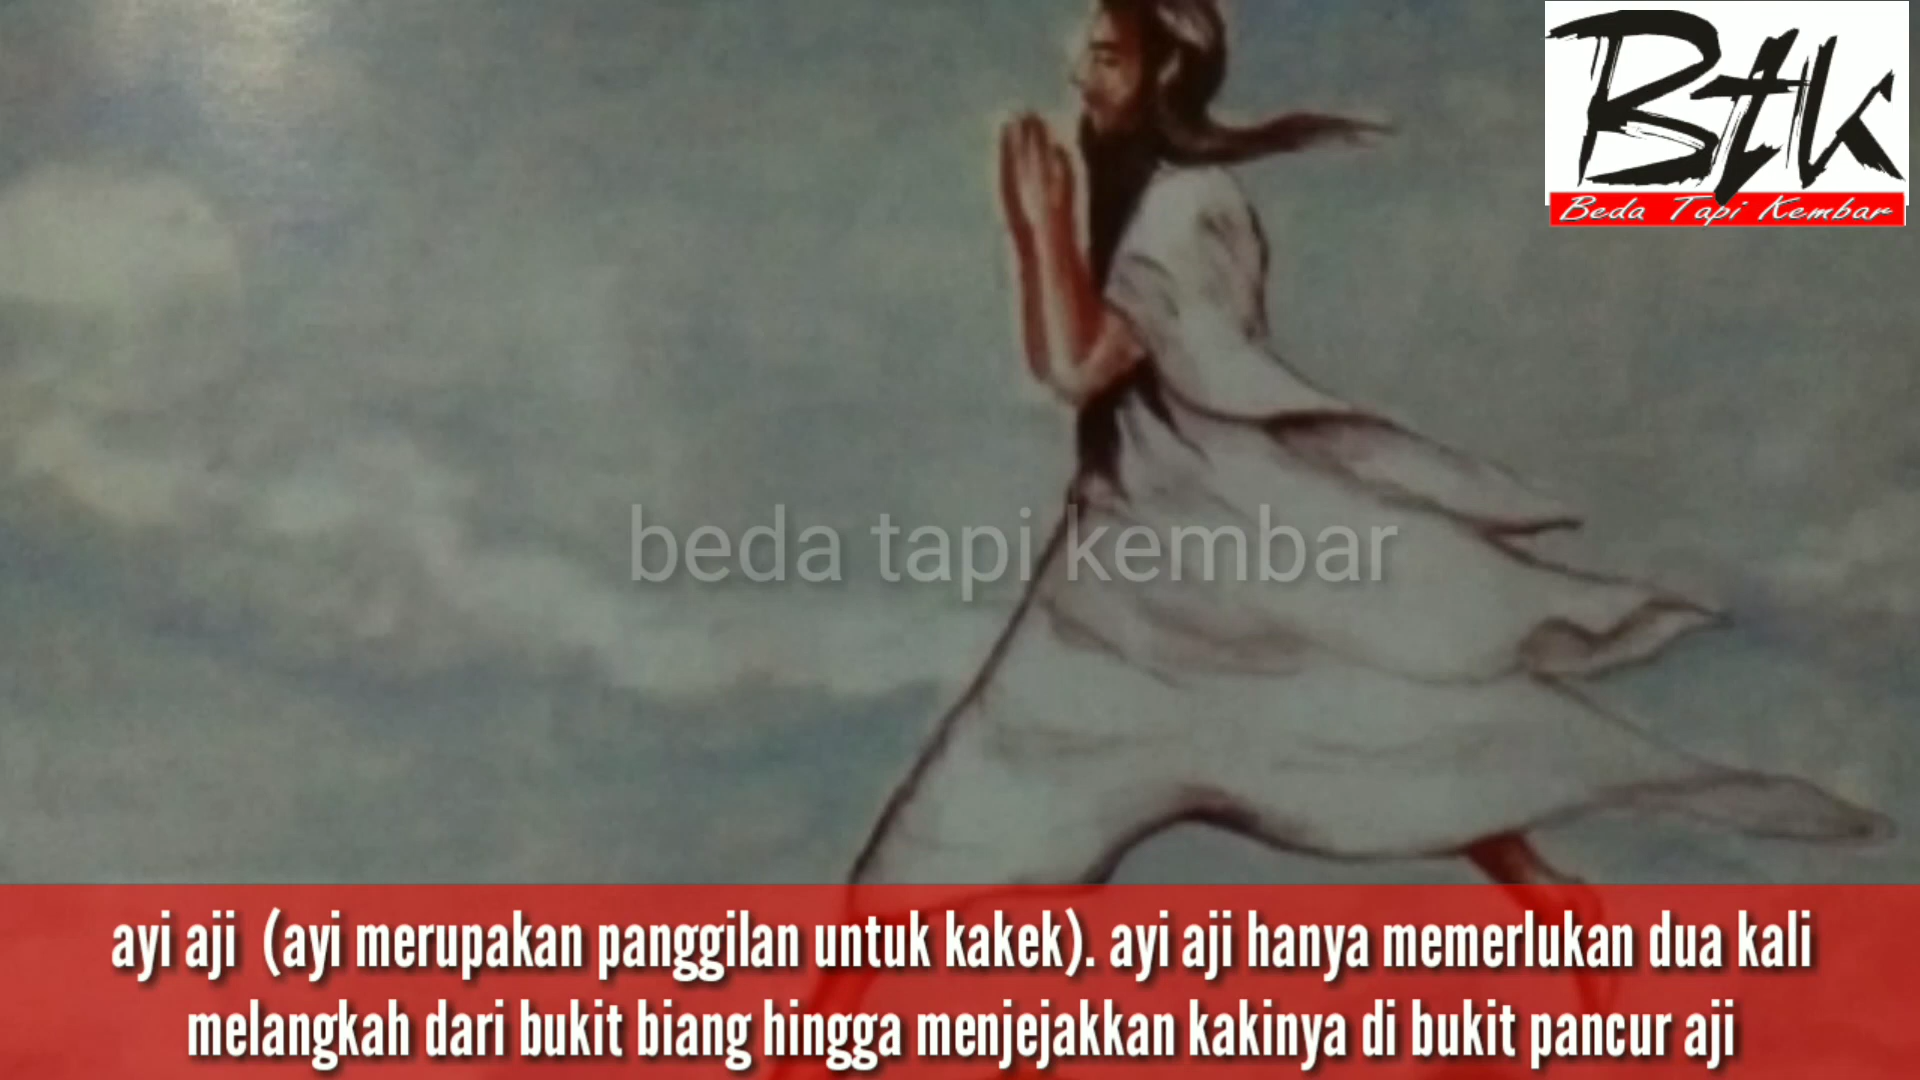 Btk
Beda Tapi Kembar
beda tapi kembar
ayi aji (ayi merupakan panggilan untuk kakek). ayi aji hanya memerlukan dua kali
melangkah dari bukit biang hingga menjejakkan kakinya di bukit pancur aji